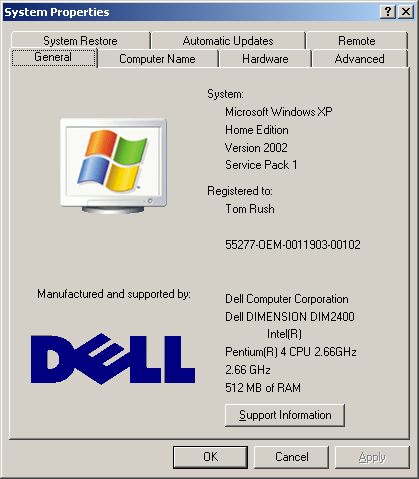 System Properties
System Restore
Automatic Updates
Remote
General
Computer Name
Hardware
Advanced
System:
Microsoft Windows XP
Home Edition
Version 2002
Service Pack 1
Registered to:
Tom Rush
55277-OEM-0011903-00102
Manufactured and supported by:
DELL
Dell Computer Corporation
Dell DIMENSION DIM2400
Intel(R)
Pentium(R) 4 CPU 2.66GHz
2.66 GHz
512 MB of RAM
Support Information
OK
Cancel
Apply